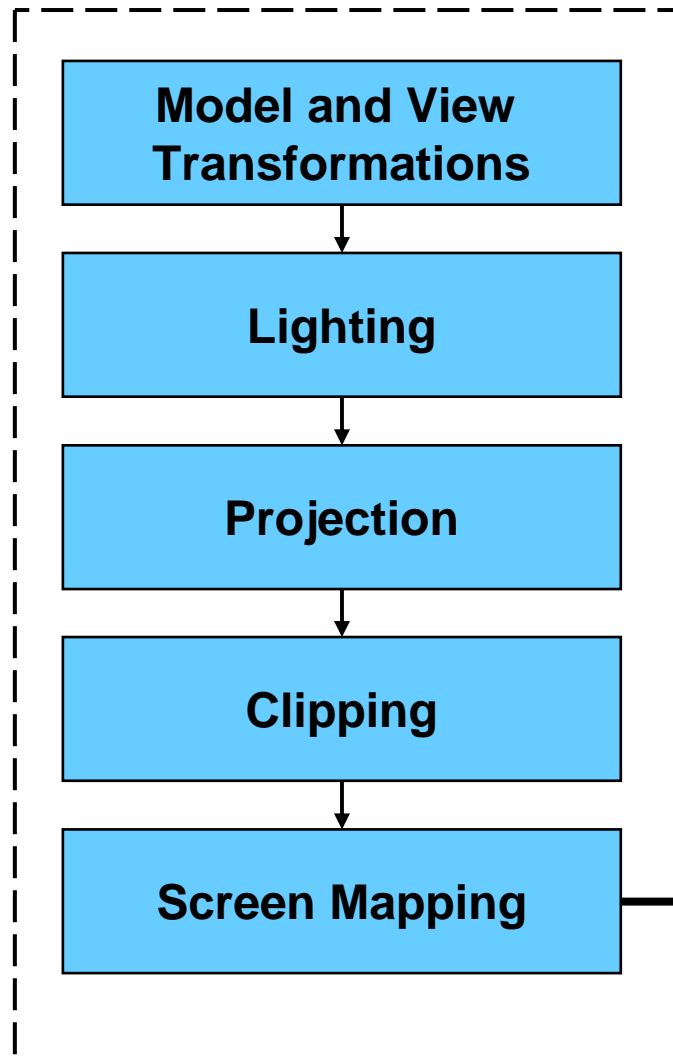 Model and View
Transformations
Lighting
Projection
Clipping
Screen Mapping